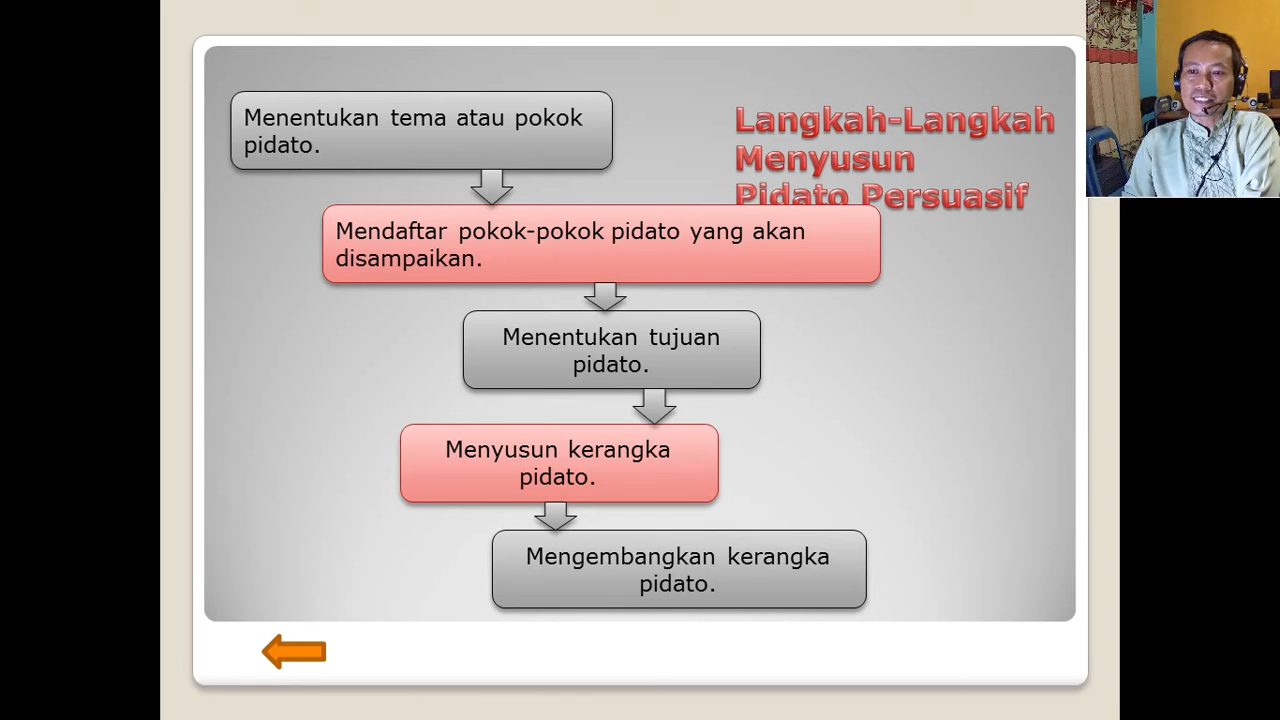 Langkah-Langkah
Menyusun
Pidato Persuasif
Menentukan tema atau pokok
pidato.
Mendaftar pokok-pokok pidato yang akan
disampaikan.
Menentukan tujuan
pidato.
Menyusun kerangka
pidato.
Mengembangkan kerangka
pidato.